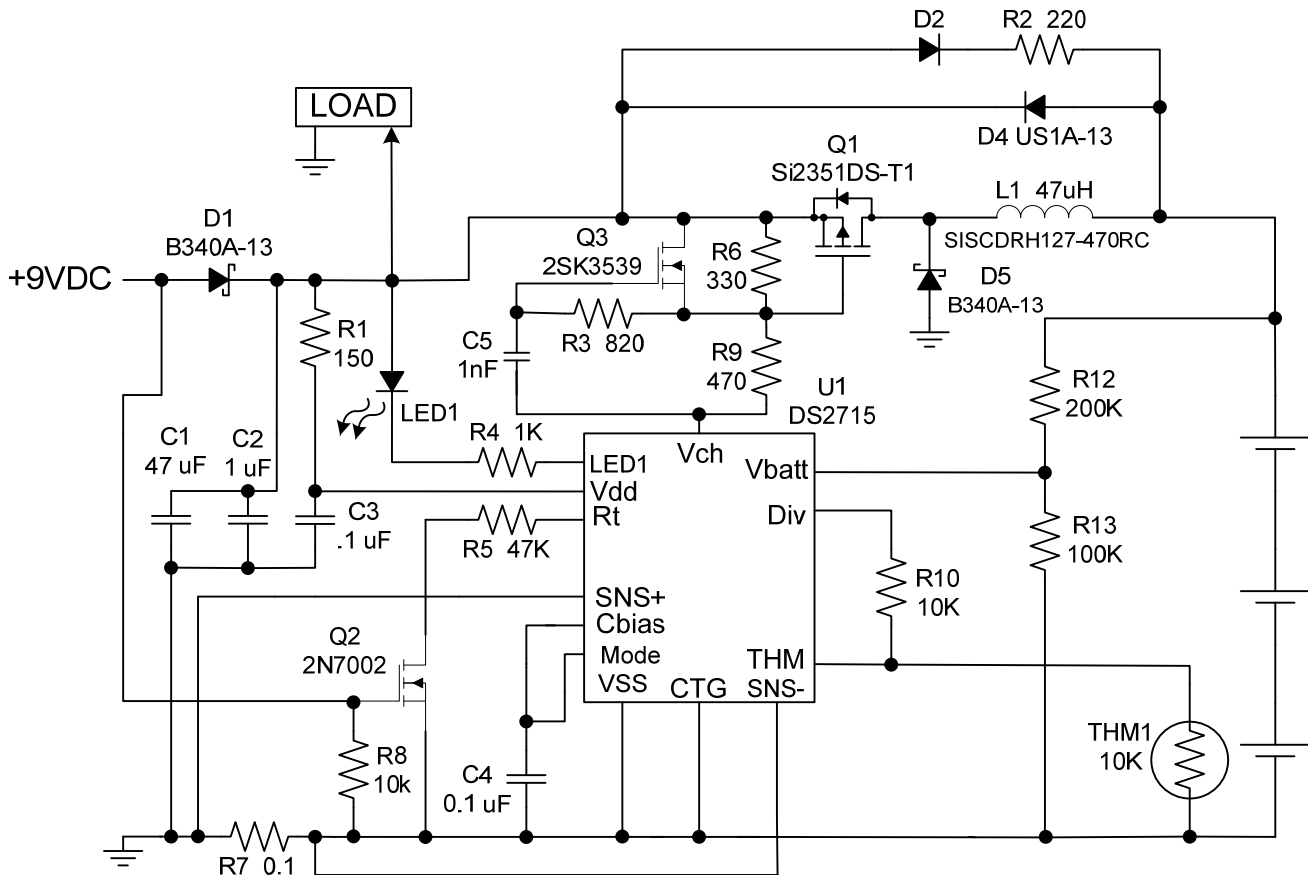 D2
R2 220
LOAD
D4 US1A-13
Q1
Si2351DS-T1
L1 47uH
SISCDRH127-470RC
D1
B340A-13
Q3
2SK3539
R6
330
D5
B340A-13
+9VDC
R1
150
C5
1nF
R3 820
R9
470
R12
200K
U1
DS2715
LED1
C1
47 uF
C2
1 uF
R4 1K
LED1
Vch
Vbatt
Vdd
Rt
Div
C3
.1 uF
R5 47K
R13
100K
R10
10K
SNS+
Cbias
Mode
VSS
CTG
THM
SNS-
Q2
2N7002
R8
10k
C4
0.1 uF
THM1
10K
R7 0.1